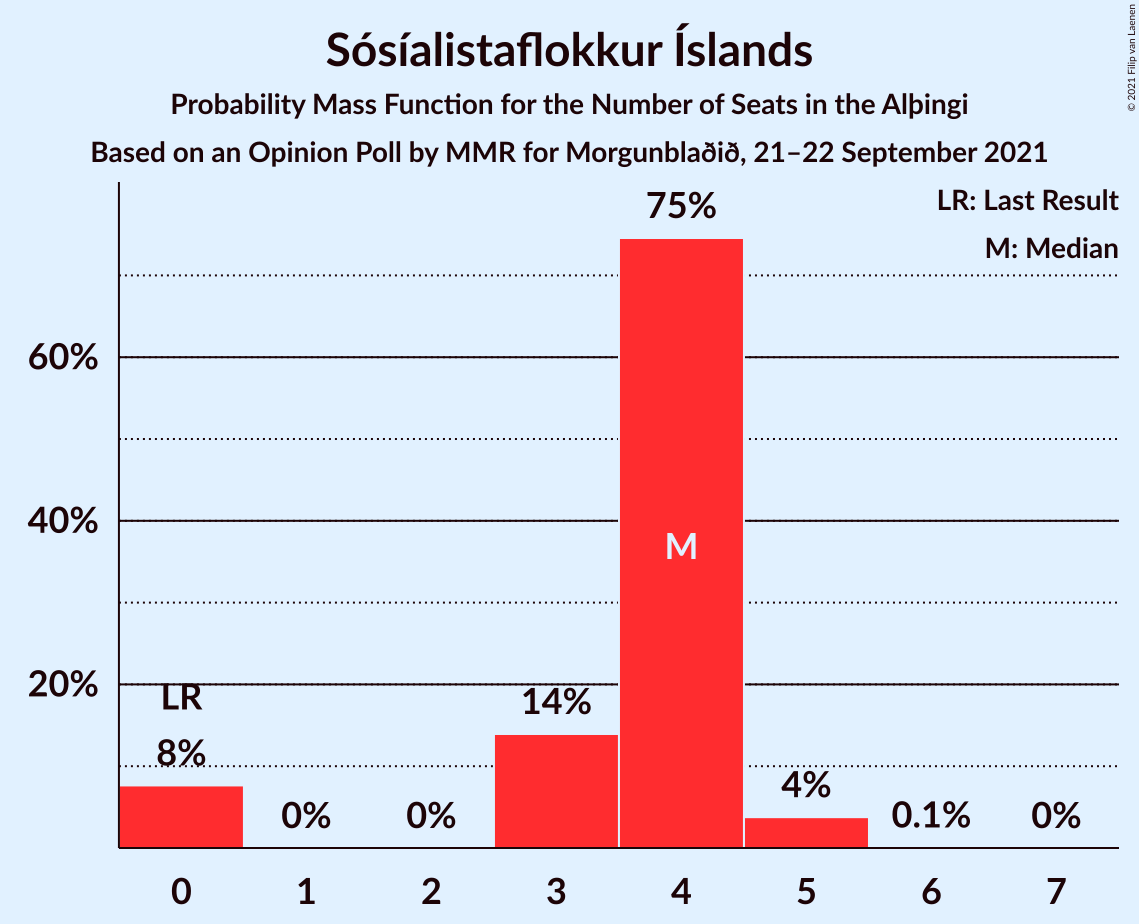 Sósíalistaflokkur Íslands
Probability Mass Function for the Number of Seats in the Alþingi
Based on an Opinion Poll by MMR for Morgunblaðið, 21–22 September 2021
© 2021 Filip van Laenen
LR: Last Result
M: Median
75%
60%
40%
M
20%
LR
14%
8%
4%
0%
0%
0.1%
0%
0 1 2 3 4 5 6 7